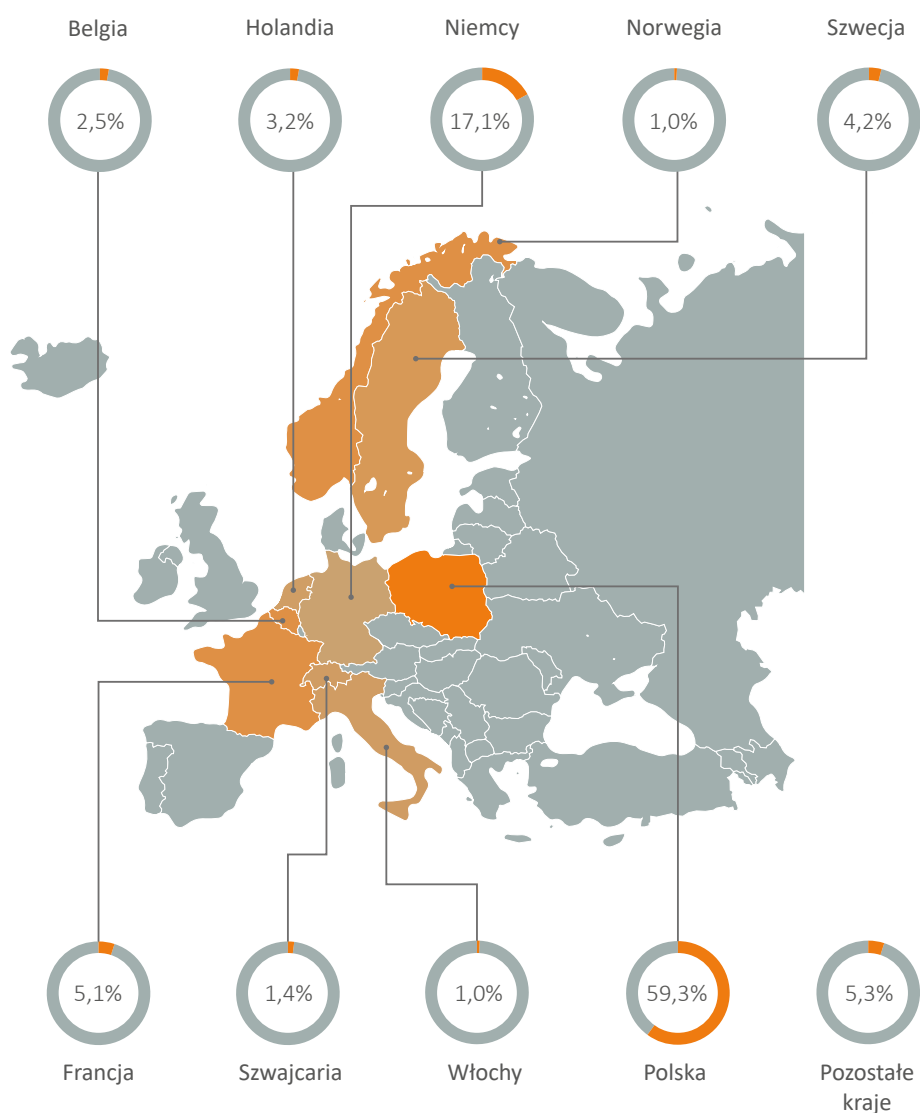 Belgia
Holandia
Niemcy
Norwegia
Szwecja
2,5%
3,2%
17,1%
1,0%
4,2%
5,1%
1,4%
1,0%
59,3%
5,3%
Francja
Szwajcaria
Włochy
Polska
Pozostałe
kraje